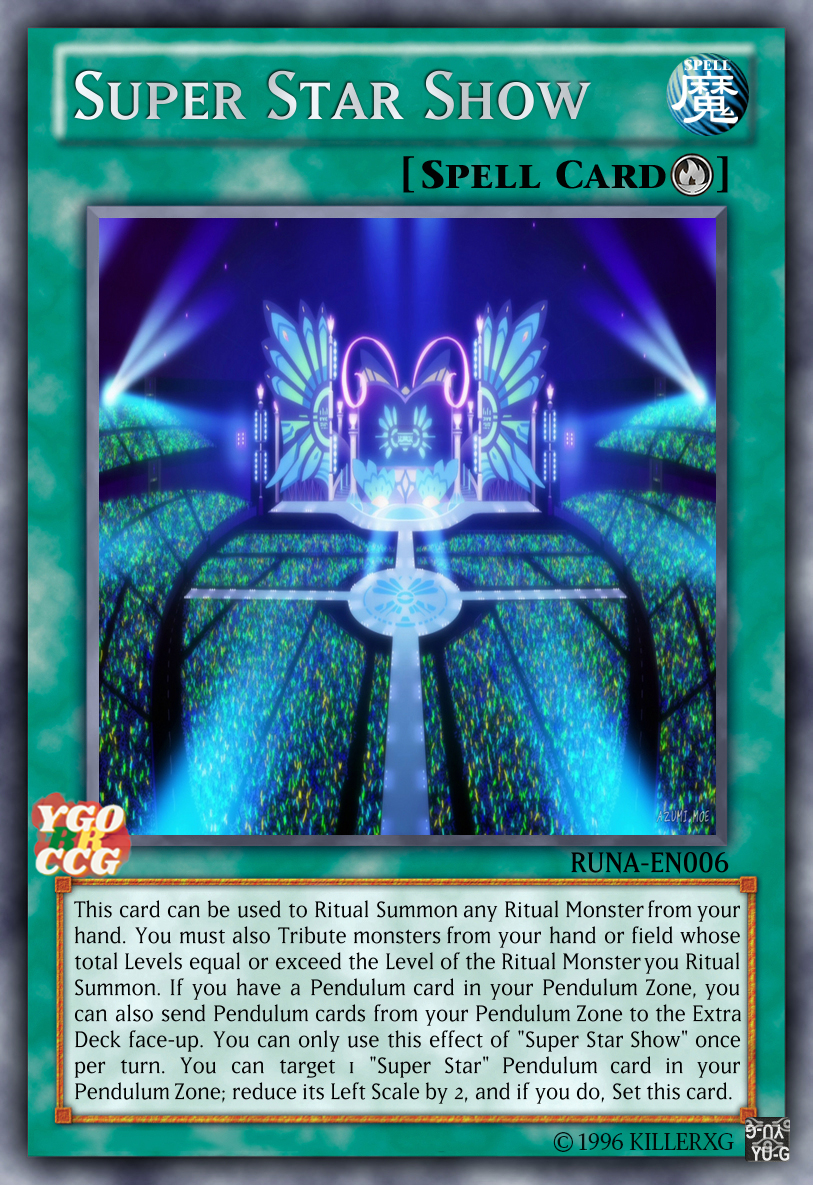 Super Star Show
SPELL
魔
[Spell Card]
AZUMI.MOE
YGO
RR
CCG
RUNA-EN006
This card can be used to Ritual Summon any Ritual Monster from your
hand. You must also Tribute monsters from your hand or field whose
total Levels equal or exceed the Level of the Ritual Monster you Ritual
Summon. If you have a Pendulum card in your Pendulum Zone, you
can also send Pendulum cards from your Pendulum Zone to the Extra
Deck face-up. You can only use this effect of "Super Star Show" once
per turn. You can target 1 "Super Star" Pendulum card in your
Pendulum Zone; reduce its Left Scale by 2, and if you do, Set this card.
©1996 KILLERXG
YU-G